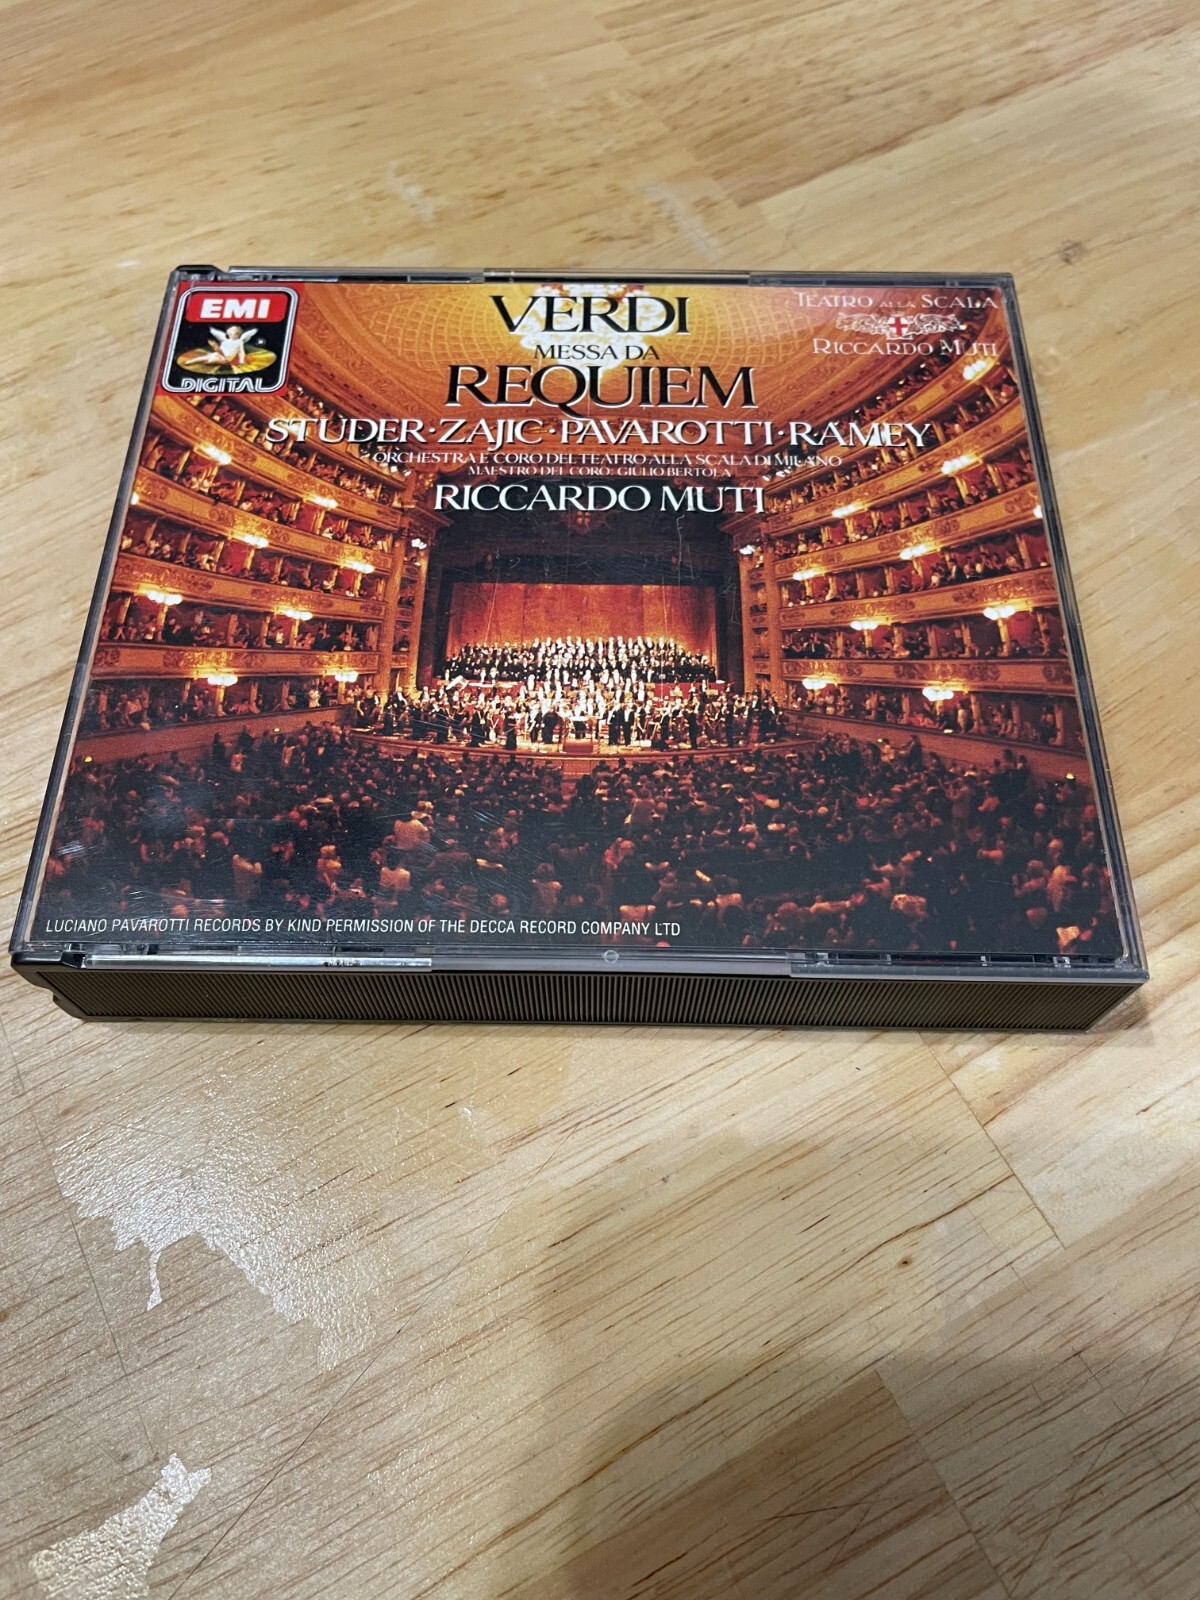 EMI
DIGITAL
VERDI
MESSA DA
REQUIEM
STUDER·ZAJIC·PAVAROTTI·RAMEY
ORCHESTRA E CORO DEL TEATRO ALLA SCALA DI MILANO
MAESTRO DEL CORO: GIULIO BERTOLA
RICCARDO MUTI
TEATRO ALLA SCALA
RICCARDO MUTI
LUCIANO PAVAROTTI RECORDS BY KIND PERMISSION OF THE DECCA RECORD COMPANY LTD